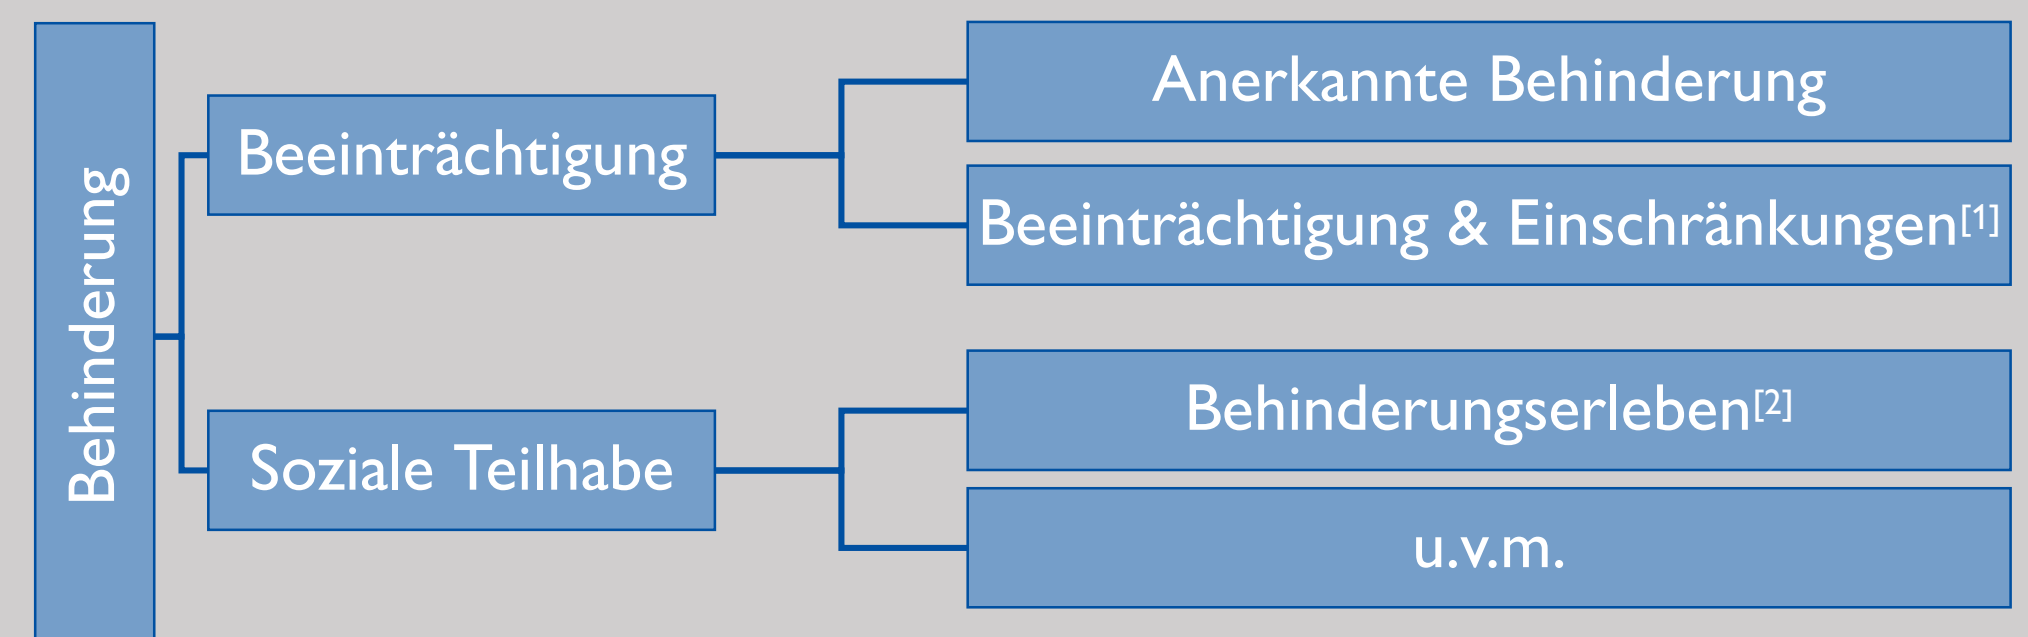 Behinderung
Beeinträchtigung
Anerkannte Behinderung
Beeinträchtigung & Einschränkungen[1]
Soziale Teilhabe
Behinderungserleben[2]
u.v.m.